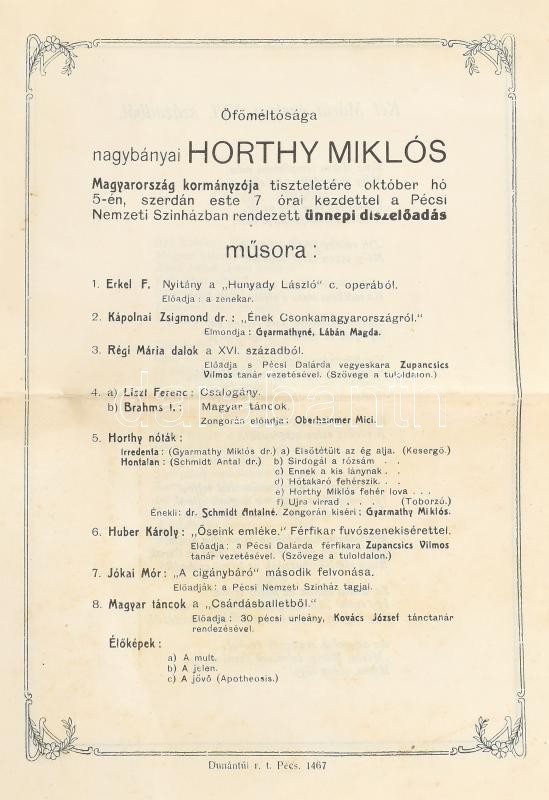 Őfőméltósága
nagybányai HORTHY MIKLÓS
Magyarország kormányzója tiszteletére október hó
5-én, szerdán este 7 órai kezdettel a Pécsi
Nemzeti Szinházban rendezett ünnepi díszelőadás
műsora :
1. Erkel F. Nyitány a „Hunyady László" c. operából.
Előadja : a zenekar.
2. Kápolnai Zsigmond dr. : „Ének Csonkamagyarországról."
Elmondja : Gyarmathyné, Lábán Magda.
3. Régi Mária dalok a XVI. századból.
Előadja s Pécsi Dalárda vegyeskara Zupancsics
Vilmos tanár vezetésével. (Szövege a tuloldalon.)
4. a) Liszt Ferenc : Csalogány.
b) Brahms I. : Magyar táncok.
Zongorán előadja : Oberhammer Mici.
5. Horthy nóták :
Irredenta : (Gyarmathy Miklós dr.) a) Elsötétült az ég alja. (Kesergő.)
Hontalan : (Schmidt Antal dr.) b) Sirdogál a rózsám . .
c) Ennek a kis lánynak . .
d) Hótakaró fehérszik. . .
e) Horthy Miklós fehér lova . . .
f) Ujra virrad . . . (Toborzó.)
Énekli : dr. Schmidt Antalné. Zongorán kiséri : Gyarmathy Miklós.
6. Huber Károly : „Őseink emléke." Férfikar fuvószenekisérettel.
Előadja : a Pécsi Dalárda férfikara Zupancsics Vilmos
tanár vezetésével. (Szövege a tuloldalon.)
7. Jókai Mór : „A cigánybáró" második felvonása.
Előadják : a Pécsi Nemzeti Szinház tagjai.
8. Magyar táncok a „Csárdásballetből."
Előadja : 30 pécsi urleány, Kovács József tánctanár
rendezésével.
Élőképek :
a) A mult.
b) A jelen.
c) A jövő (Apotheosis.)
Dunántúl r. t. Pécs. 1467
darabanth